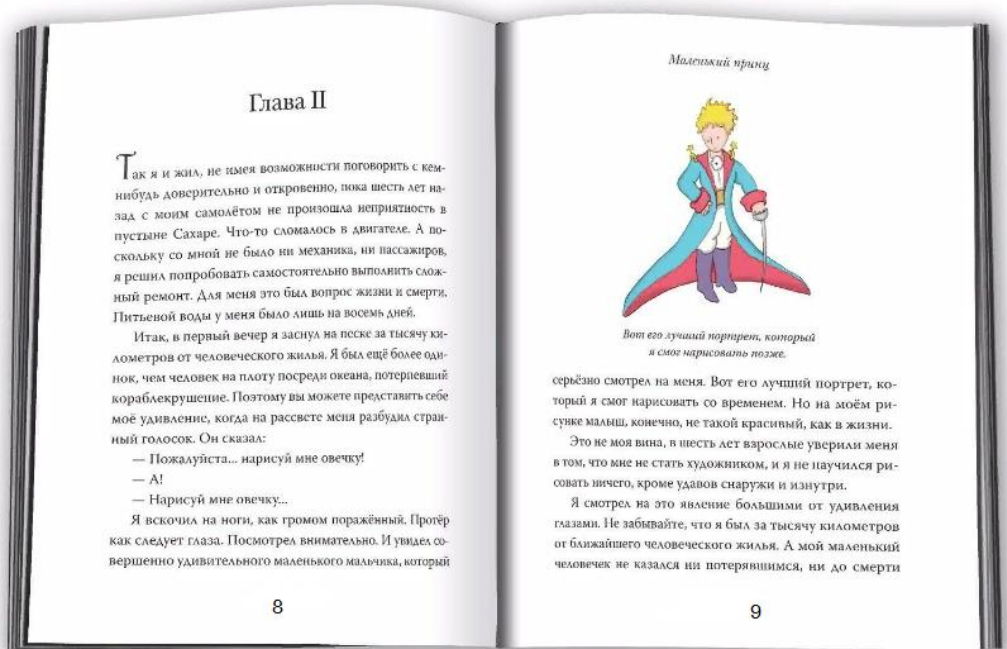 Глава II
Так я и жил, не имея возможности поговорить с кем-
нибудь доверительно и откровенно, пока шесть лет на-
зад с моим самолётом не произошла неприятность в
пустыне Сахаре. Что-то сломалось в двигателе. А по-
скольку со мной не было ни механика, ни пассажиров,
я решил попробовать самостоятельно выполнить слож-
ный ремонт. Для меня это был вопрос жизни и смерти.
Питьевой воды у меня было лишь на восемь дней.
Итак, в первый вечер я заснул на песке за тысячу ки-
лометров от человеческого жилья. Я был ещё более оди-
нок, чем человек на плоту посреди океана, потерпевший
кораблекрушение. Поэтому вы можете представить себе
моё удивление, когда на рассвете меня разбудил стран-
ный голосок. Он сказал:
— Пожалуйста... нарисуй мне овечку!
— А!
— Нарисуй мне овечку...
Я вскочил на ноги, как громом поражённый. Протёр
как следует глаза. Посмотрел внимательно. И увидел со-
вершенно удивительного маленького мальчика, который
8
Маленький принц
Вот его лучший портрет, который
я смог нарисовать позже.
серьёзно смотрел на меня. Вот его лучший портрет, ко-
торый я смог нарисовать со временем. Но на моём ри-
сунке малыш, конечно, не такой красивый, как в жизни.
Это не моя вина, в шесть лет взрослые уверили меня
в том, что мне не стать художником, и я не научился ри-
совать ничего, кроме удавов снаружи и изнутри.
Я смотрел на это явление большими от удивления
глазами. Не забывайте, что я был за тысячу километров
от ближайшего человеческого жилья. А мой маленький
человечек не казался ни потерявшимся, ни до смерти
9